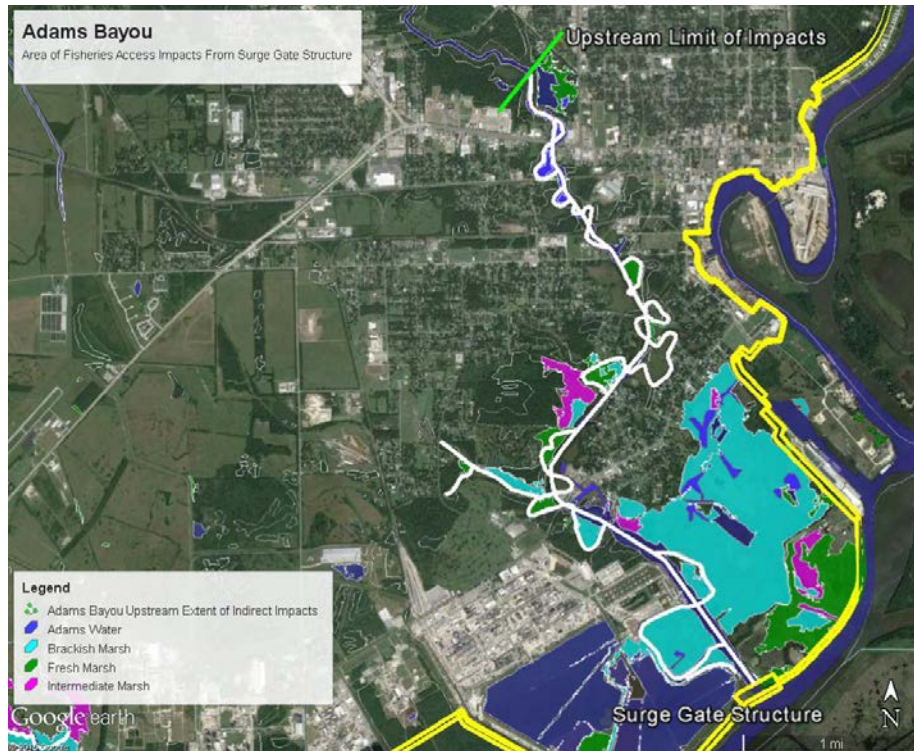 Adams Bayou
Area of Fisheries Access Impacts From Surge Gate Structure
Upstream Limit of Impacts
Legend
Adams Bayou Upstream Extent of Indirect Impacts
Adams Water
Brackish Marsh
Fresh Marsh
Intermediate Marsh
Google earth
Surge Gate Structure
N
1 mi